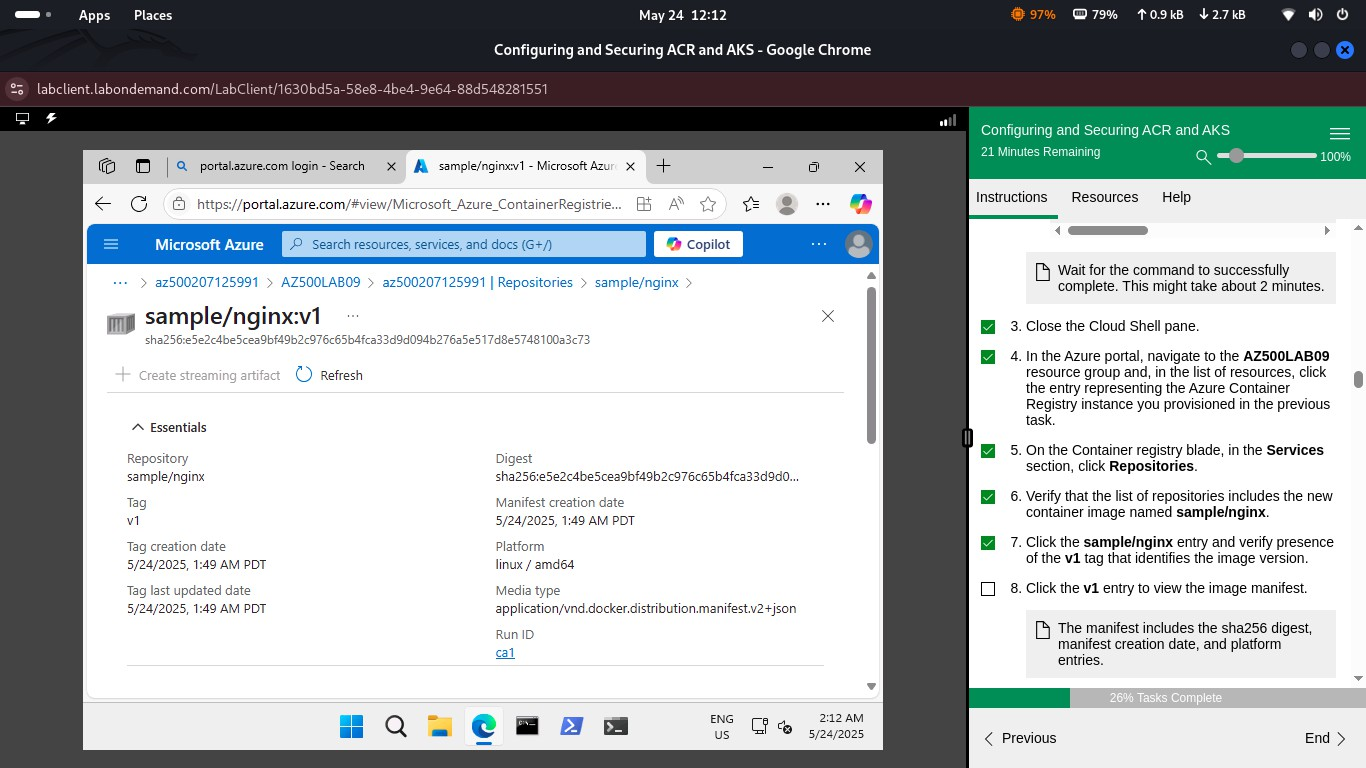 Apps
Places
May 24 12:12
97%
79%
0.9 kB
2.7 kB
Configuring and Securing ACR and AKS - Google Chrome
labclient.labondemand.com/LabClient/1630bd5a-58e8-4be4-9e64-88d548281551
portal.azure.com login - Search
sample/nginx:v1 - Microsoft Azur
https://portal.azure.com/#view/Microsoft_Azure_ContainerRegistrie...
Microsoft Azure
Search resources, services, and docs (G+/)
Copilot
az500207125991 > AZ500LAB09 > az500207125991 | Repositories > sample/nginx >
sample/nginx:v1
sha256:e5e2c4be5cea9bf49b2c976c65b4fca33d9d094b276a5e517d8e5748100a3c73
Create streaming artifact
Refresh
Essentials
Repository
sample/nginx
Tag
v1
Tag creation date
5/24/2025, 1:49 AM PDT
Tag last updated date
5/24/2025, 1:49 AM PDT
Digest
sha256:e5e2c4be5cea9bf49b2c976c65b4fca33d9d0...
Manifest creation date
5/24/2025, 1:49 AM PDT
Platform
linux / amd64
Media type
application/vnd.docker.distribution.manifest.v2+json
Run ID
ca1
ENG
US
2:12 AM
5/24/2025
Configuring and Securing ACR and AKS
21 Minutes Remaining
100%
Instructions
Resources
Help
Wait for the command to successfully
complete. This might take about 2 minutes.
3. Close the Cloud Shell pane.
4. In the Azure portal, navigate to the AZ500LAB09
resource group and, in the list of resources, click
the entry representing the Azure Container
Registry instance you provisioned in the previous
task.
5. On the Container registry blade, in the Services
section, click Repositories.
6. Verify that the list of repositories includes the new
container image named sample/nginx.
7. Click the sample/nginx entry and verify presence
of the v1 tag that identifies the image version.
8. Click the v1 entry to view the image manifest.
The manifest includes the sha256 digest,
manifest creation date, and platform
entries.
26% Tasks Complete
Previous
End